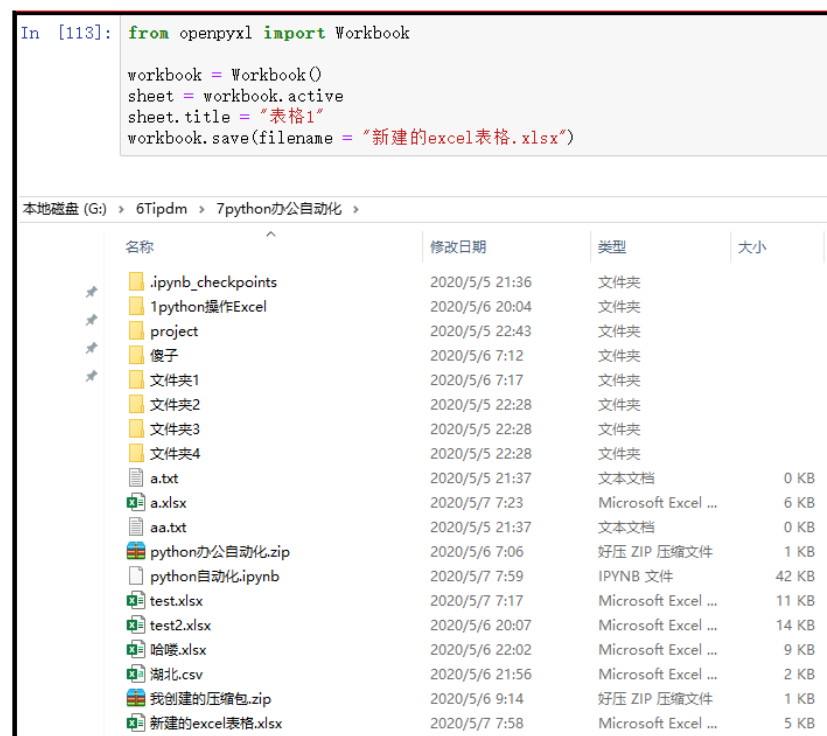 In [113]: from openpyxl import Workbook
workbook = Workbook()
sheet = workbook.active
sheet.title = "表格1"
workbook.save(filename = "新建的excel表格.xlsx")
本地磁盘 (G:) › 6Tipdm › 7python办公自动化 ›
名称 修改日期 类型 大小
.ipynb_checkpoints 2020/5/5 21:36 文件夹
1python操作Excel 2020/5/6 20:04 文件夹
project 2020/5/5 22:43 文件夹
傻子 2020/5/6 7:12 文件夹
文件夹1 2020/5/6 7:17 文件夹
文件夹2 2020/5/5 22:28 文件夹
文件夹3 2020/5/5 22:28 文件夹
文件夹4 2020/5/5 22:28 文件夹
a.txt 2020/5/5 21:37 文本文档 0 KB
a.xlsx 2020/5/7 7:23 Microsoft Excel ... 6 KB
aa.txt 2020/5/5 21:37 文本文档 0 KB
python办公自动化.zip 2020/5/6 7:06 好压 ZIP 压缩文件 1 KB
python自动化.ipynb 2020/5/7 7:59 IPYNB 文件 42 KB
test.xlsx 2020/5/7 7:17 Microsoft Excel ... 11 KB
test2.xlsx 2020/5/6 20:07 Microsoft Excel ... 14 KB
哈喽.xlsx 2020/5/6 22:02 Microsoft Excel ... 9 KB
湖北.csv 2020/5/6 21:56 Microsoft Excel ... 2 KB
我创建的压缩包.zip 2020/5/6 9:14 好压 ZIP 压缩文件 1 KB
新建的excel表格.xlsx 2020/5/7 7:58 Microsoft Excel ... 5 KB